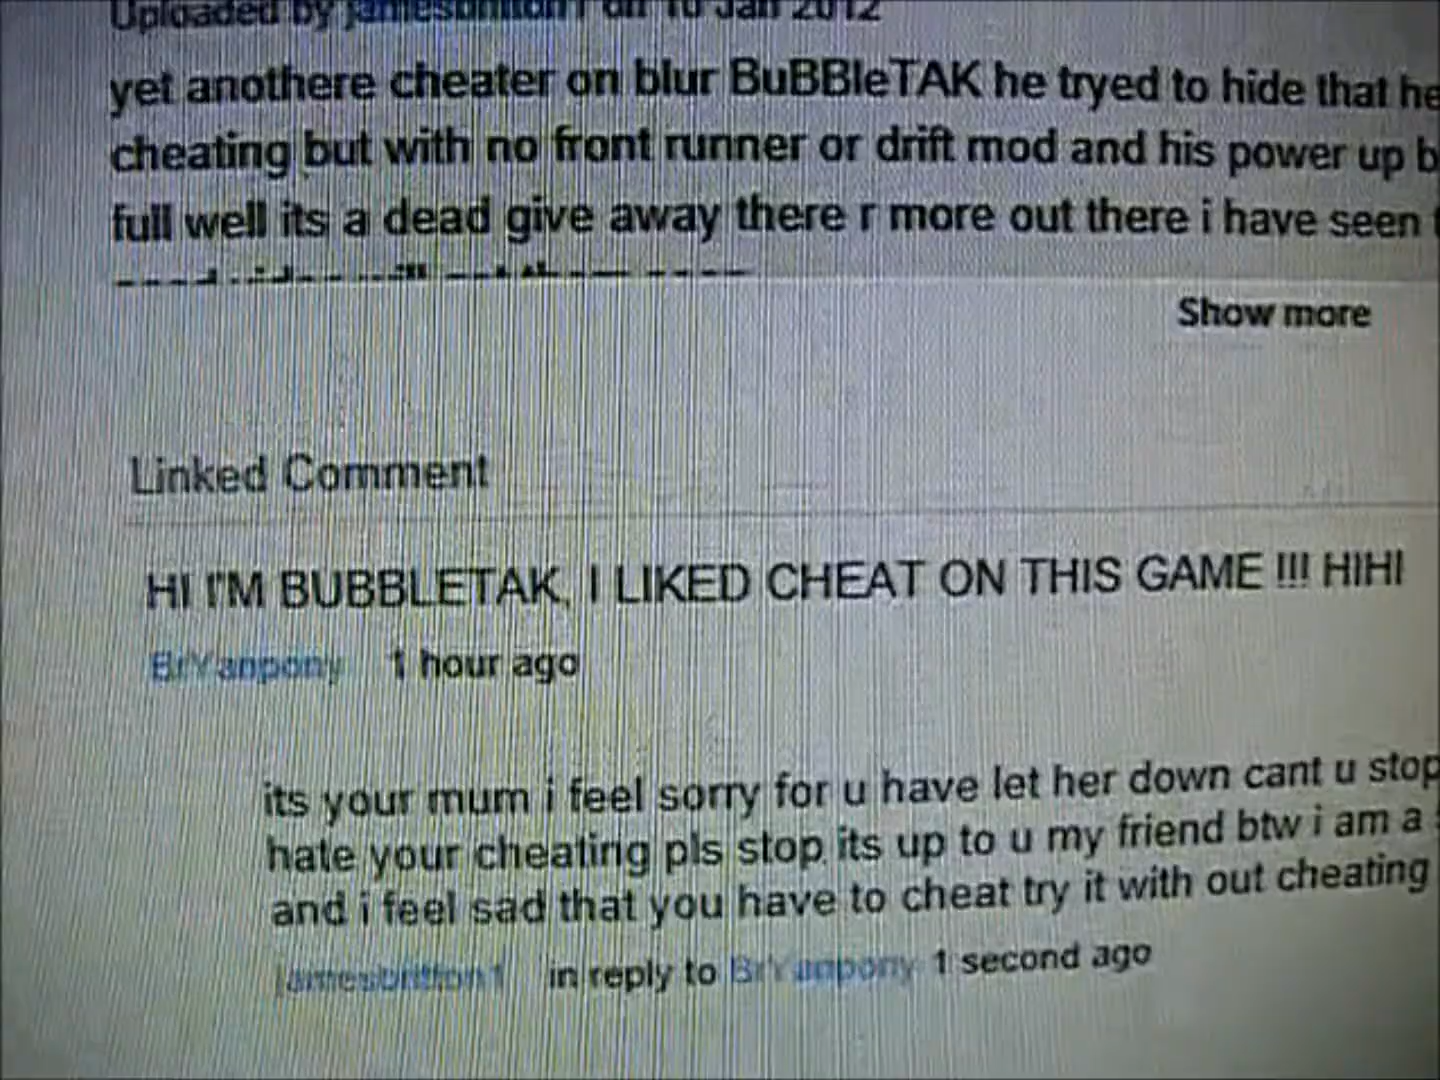 Uploaded by jamesbritton1 on 10 Jan 2012
yet anothere cheater on blur BuBBleTAK he tryed to hide that he
cheating but with no front runner or drift mod and his power up b
full well its a dead give away there r more out there i have seen
Show more
Linked Comment
HI I'M BUBBLETAK, I LIKED CHEAT ON THIS GAME !!! HIHI
BrYanpony 1 hour ago
its your mum i feel sorry for u have let her down cant u stop
hate your cheating pls stop its up to u my friend btw i am a
and i feel sad that you have to cheat try it with out cheating
jamesbritton1 in reply to BrYanpony 1 second ago